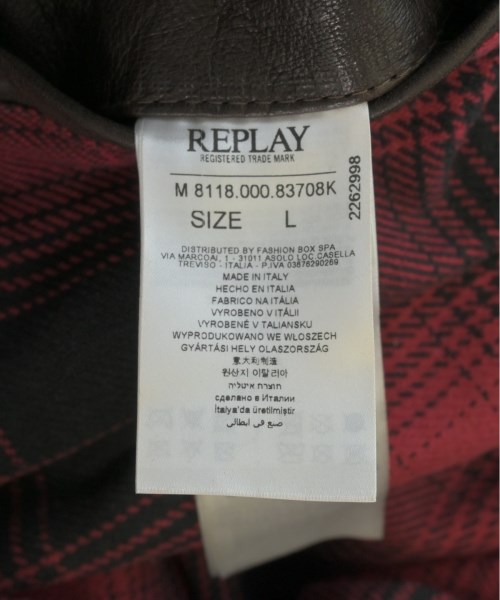 REPLAY
REGISTERED TRADE MARK
M 8118.000.83708K
SIZE L
2262998
DISTRIBUTED BY FASHION BOX SPA
VIA MARCOAI, 1 - 31011 ASOLO LOC.CASELLA
TREVISO - ITALIA - P.IVA 03876290269
MADE IN ITALY
HECHO EN ITALIA
FABRICO NA ITÁLIA
VYROBENO V ITÁLII
VYROBENÉ V TALIANSKU
WYPRODUKOWANO WE WŁOSZECH
GYÁRTÁSI HELY OLASZORSZÁG
意大利制造
원산지 이탈리아
תוצרת איטליה
сделано в Италии
İtalya'da üretilmiştir
صنع في ايطالي